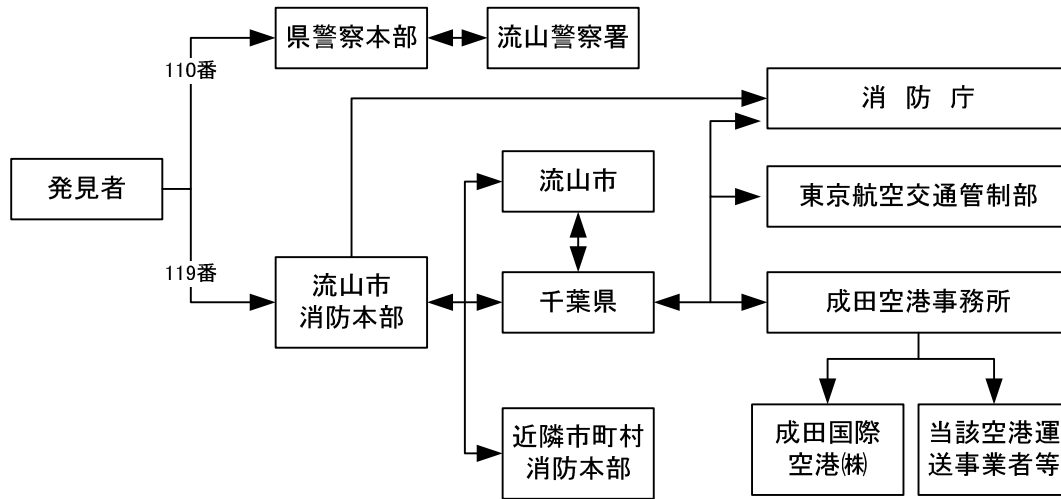 県警察本部
流山警察署
110番
消 防 庁
発見者
流山市
東京航空交通管制部
119番
流山市
消防本部
千葉県
成田空港事務所
近隣市町村
消防本部
成田国際
空港㈱
当該空港運
送事業者等